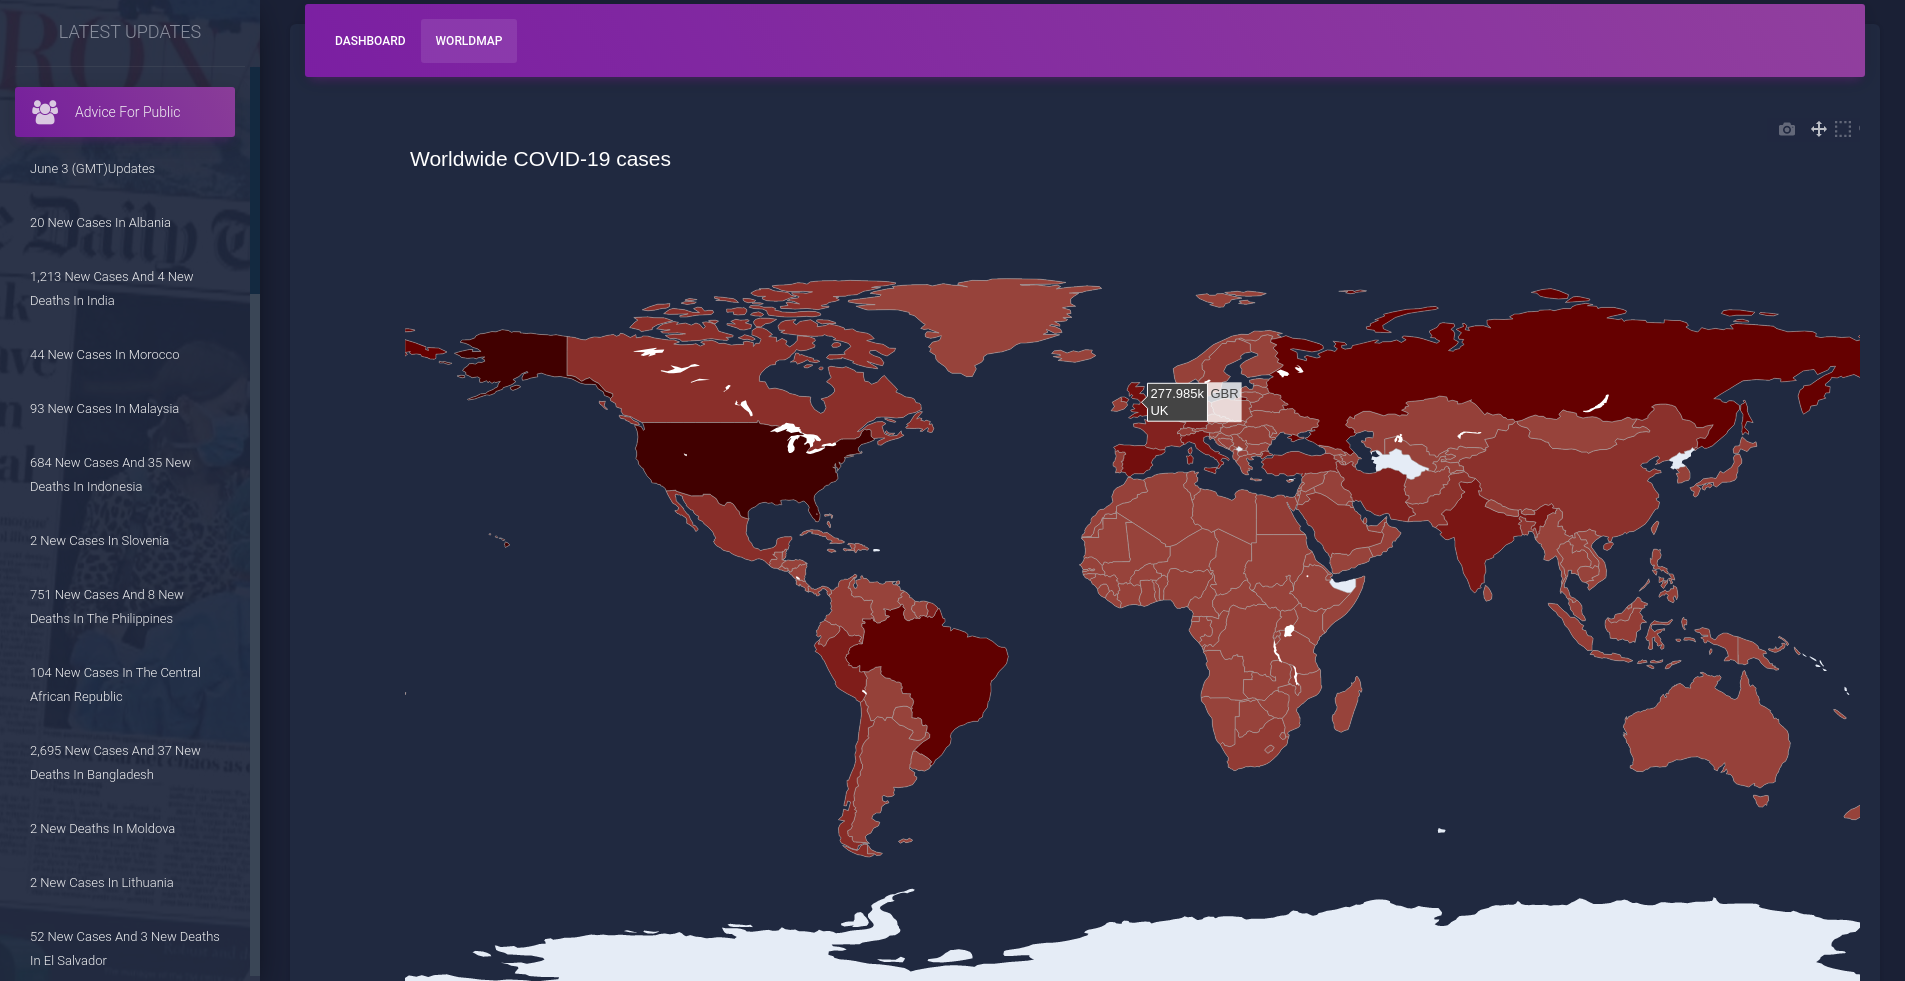 LATEST UPDATES
Advice For Public
June 3 (GMT)Updates
20 New Cases In Albania
1,213 New Cases And 4 New
Deaths In India
44 New Cases In Morocco
93 New Cases In Malaysia
684 New Cases And 35 New
Deaths In Indonesia
2 New Cases In Slovenia
751 New Cases And 8 New
Deaths In The Philippines
104 New Cases In The Central
African Republic
2,695 New Cases And 37 New
Deaths In Bangladesh
2 New Deaths In Moldova
2 New Cases In Lithuania
52 New Cases And 3 New Deaths
In El Salvador
DASHBOARD
WORLDMAP
Worldwide COVID-19 cases
277.985k GBR
UK